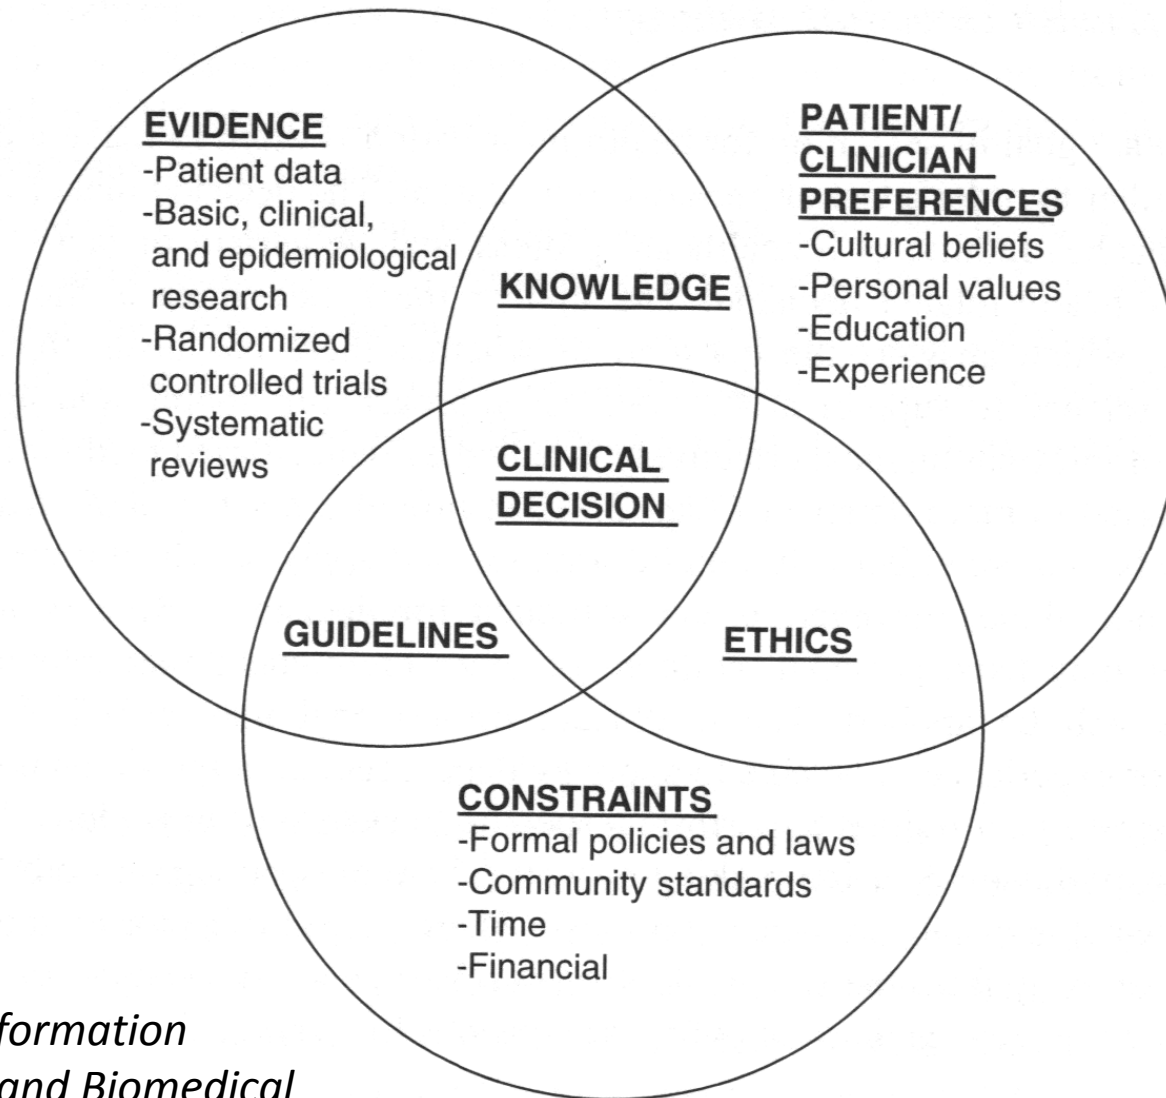 EVIDENCE
-Patient data
-Basic, clinical,
and epidemiological
research
-Randomized
controlled trials
-Systematic
reviews
PATIENT/
CLINICIAN
PREFERENCES
-Cultural beliefs
-Personal values
-Education
-Experience
KNOWLEDGE
CLINICAL
DECISION
GUIDELINES
ETHICS
CONSTRAINTS
-Formal policies and laws
-Community standards
-Time
-Financial
formation
and Biomedical